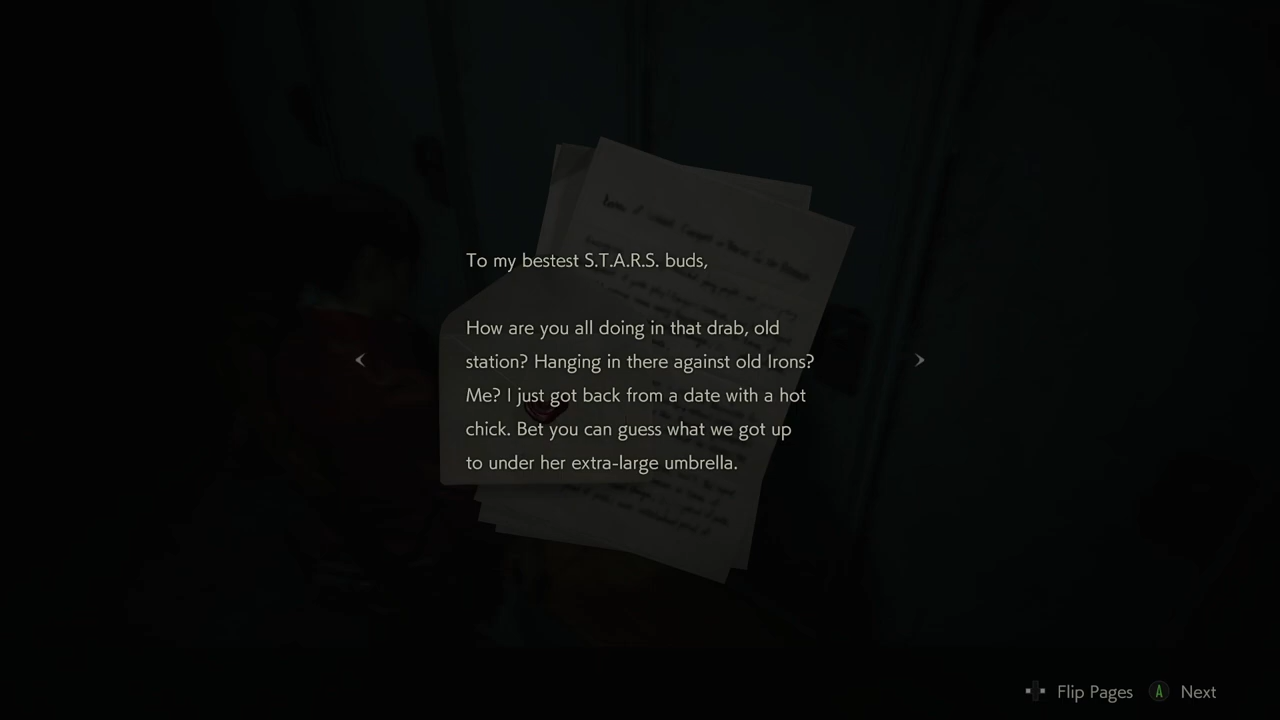 To my bestest S.T.A.R.S. buds,
How are you all doing in that drab, old
station? Hanging in there against old Irons?
Me? I just got back from a date with a hot
chick. Bet you can guess what we got up
to under her extra-large umbrella.
Flip Pages A Next